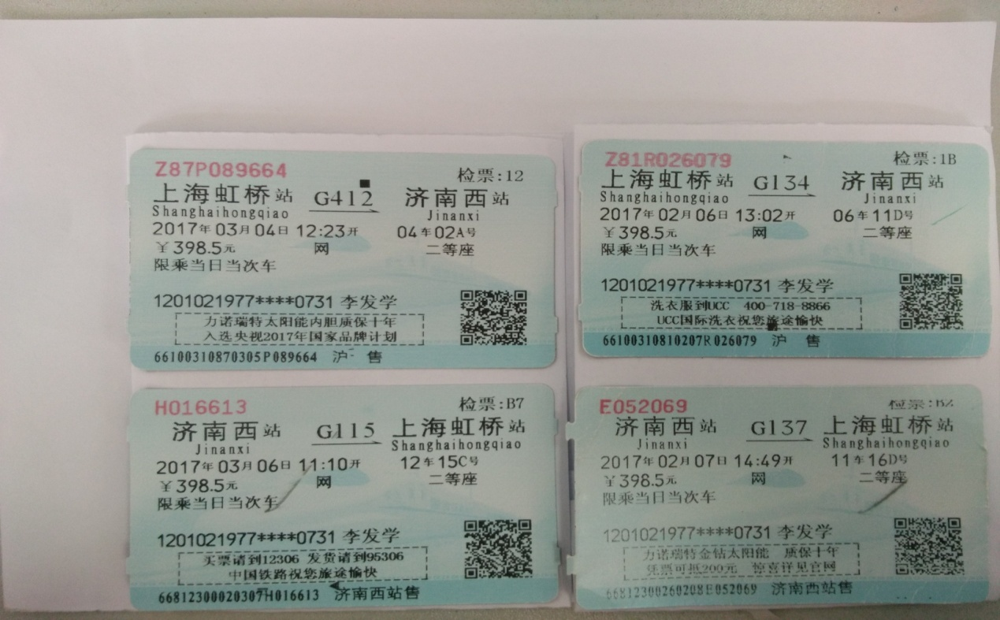 Z87P089664
检票:12
上海虹桥站 G412 济南西站
Shanghaihongqiao Jinanxi
2017年03月04日 12:23开 04车02A号
￥398.5元 网 二等座
限乘当日当次车
1201021977****0731 李发学
力诺瑞特太阳能内胆质保十年
入选央视2017年国家品牌计划
66100310870305P089664 沪 售
Z81R026079
检票:1B
上海虹桥站 G134 济南西站
Shanghaihongqiao Jinanxi
2017年02月06日 13:02开 06车11D号
￥398.5元 网 二等座
限乘当日当次车
1201021977****0731 李发学
洗衣服到UCC 400-718-8866
UCC国际洗衣祝您旅途愉快
66100310810207R026079 沪 售
H016613
检票:B7
济南西站 G115 上海虹桥站
Jinanxi Shanghaihongqiao
2017年03月06日 11:10开 12车15C号
￥398.5元 网 二等座
限乘当日当次车
1201021977****0731 李发学
买票请到12306 发货请到95306
中国铁路祝您旅途愉快
66812300020307H016613 济南西站售
E052069
检票:
济南西站 G137 上海虹桥站
Jinanxi Shanghaihongqiao
2017年02月07日 14:49开 11车16D号
￥398.5元 网 二等座
限乘当日当次车
1201021977****0731 李发学
力诺瑞特金钻太阳能 质保十年
凭票可抵200元 惊喜详见官网
66812300260208E052069 济南西站售